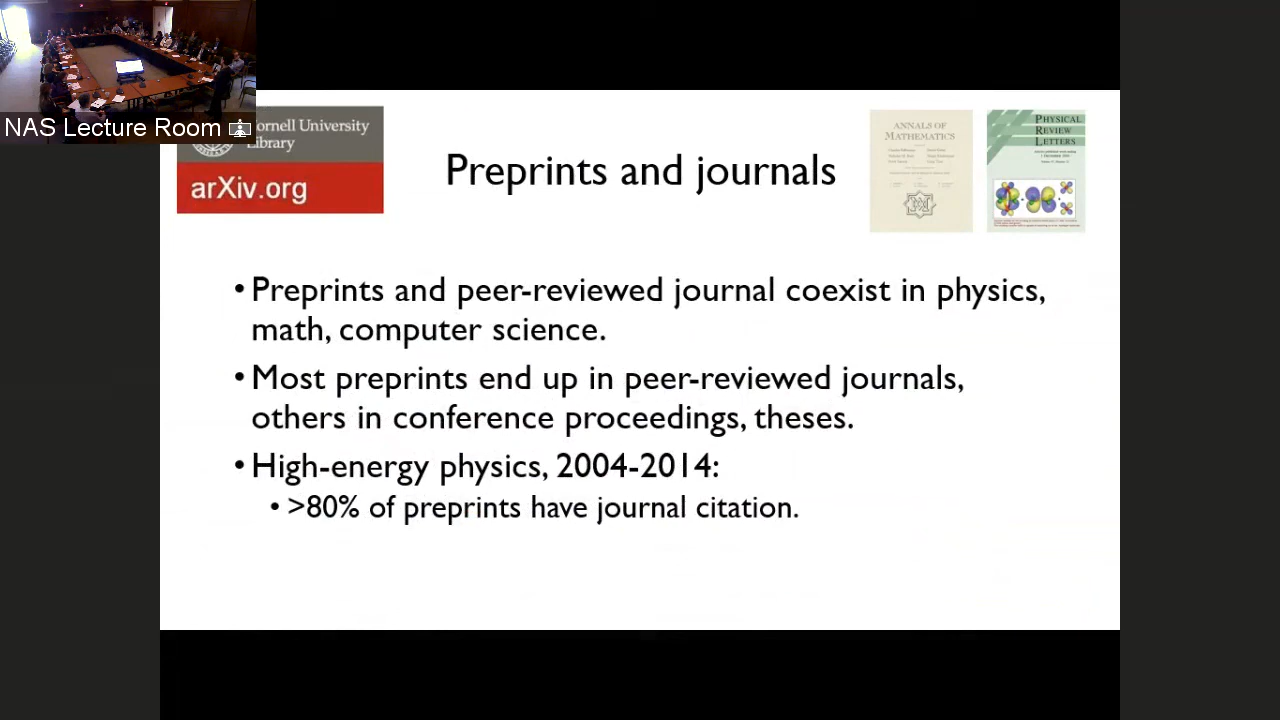 NAS Lecture Room
Cornell University
Library
arXiv.org
Preprints and journals
ANNALS OF
MATHEMATICS
PHYSICAL
REVIEW
LETTERS
• Preprints and peer-reviewed journal coexist in physics,
math, computer science.
• Most preprints end up in peer-reviewed journals,
others in conference proceedings, theses.
• High-energy physics, 2004-2014:
• >80% of preprints have journal citation.